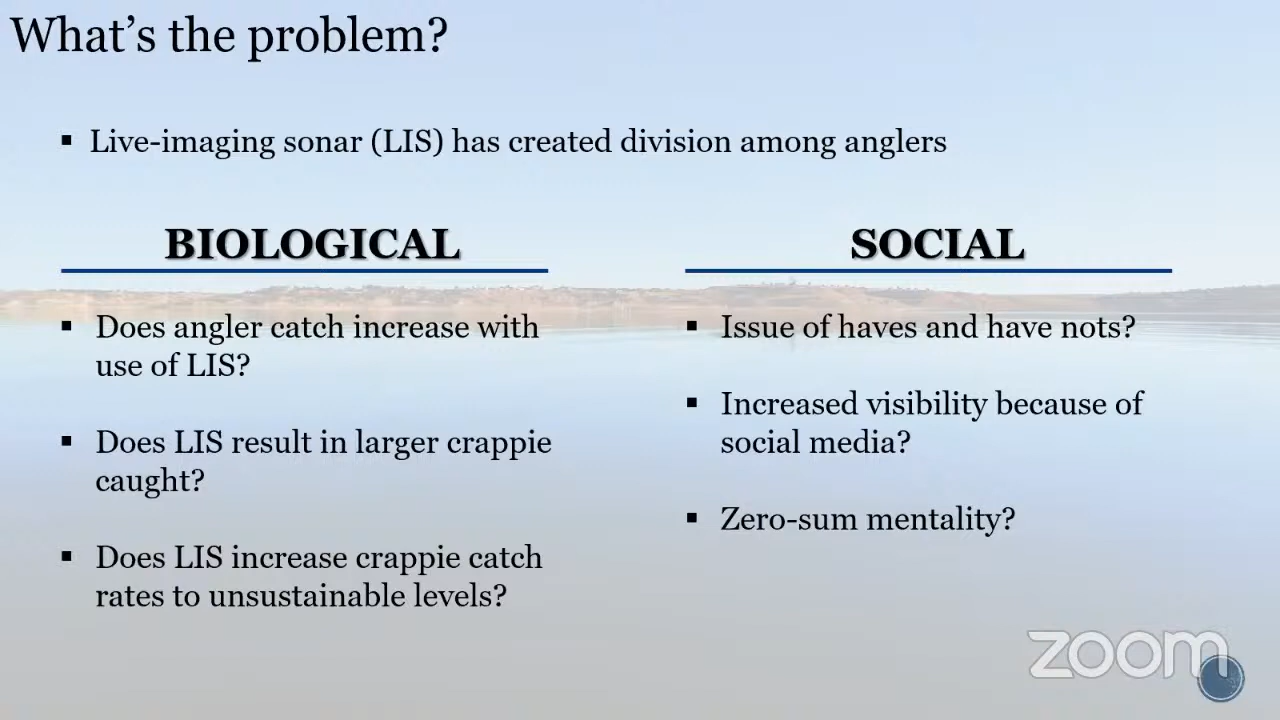 What's the problem?
▪ Live-imaging sonar (LIS) has created division among anglers
BIOLOGICAL
▪ Does angler catch increase with
use of LIS?
▪ Does LIS result in larger crappie
caught?
▪ Does LIS increase crappie catch
rates to unsustainable levels?
SOCIAL
▪ Issue of haves and have nots?
▪ Increased visibility because of
social media?
▪ Zero-sum mentality?
zoom